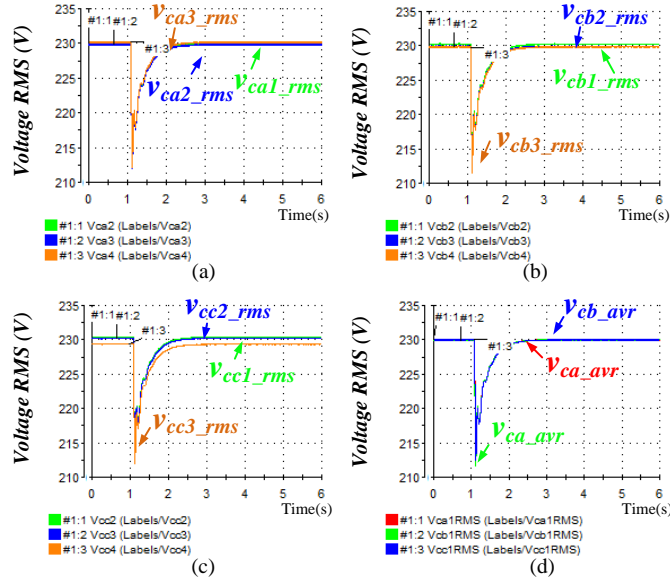 #1:1 #1:2
#1:3
v_ca3_rms
v_ca1_rms
v_ca2_rms
Voltage RMS (V)
235
230
225
220
215
210
0 1 2 3 4 5 6
Time(s)
#1:1 Vca2 (Labels/Vca2)
#1:2 Vca3 (Labels/Vca3)
#1:3 Vca4 (Labels/Vca4)
(a)
#1:1 #1:2
#1:3
v_cb2_rms
v_cb1_rms
v_cb3_rms
Voltage RMS (V)
235
230
225
220
215
210
0 1 2 3 4 5 6
Time(s)
#1:1 Vcb2 (Labels/Vcb2)
#1:2 Vcb3 (Labels/Vcb3)
#1:3 Vcb4 (Labels/Vcb4)
(b)
#1:1 #1:2
#1:3
v_cc2_rms
v_cc1_rms
v_cc3_rms
Voltage RMS (V)
235
230
225
220
215
210
0 1 2 3 4 5 6
Time(s)
#1:1 Vcc2 (Labels/Vcc2)
#1:2 Vcc3 (Labels/Vcc3)
#1:3 Vcc4 (Labels/Vcc4)
(c)
#1:1 #1:2
#1:3
v_cb_avr
v_ca_avr
v_ca_avr
Voltage RMS (V)
235
230
225
220
215
210
0 1 2 3 4 5 6
Time(s)
#1:1 Vca1RMS (Labels/Vca1RMS)
#1:2 Vcb1RMS (Labels/Vcb1RMS)
#1:3 Vcc1RMS (Labels/Vcc1RMS)
(d)